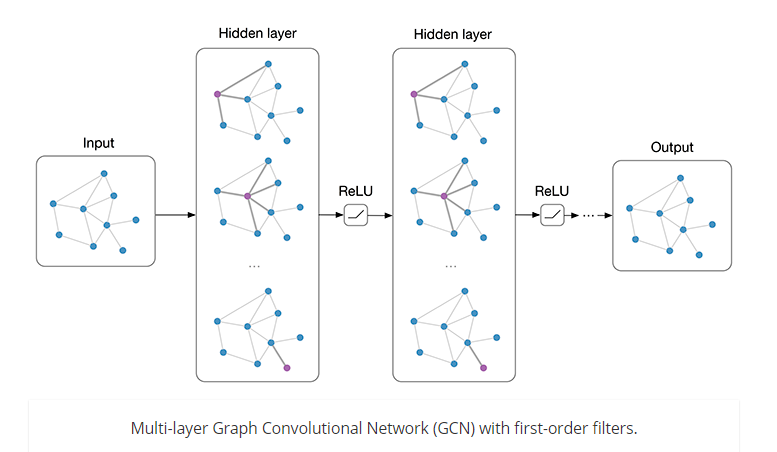 Hidden layer
Hidden layer
Input
Output
ReLU
ReLU
...
...
...
Multi-layer Graph Convolutional Network (GCN) with first-order filters.